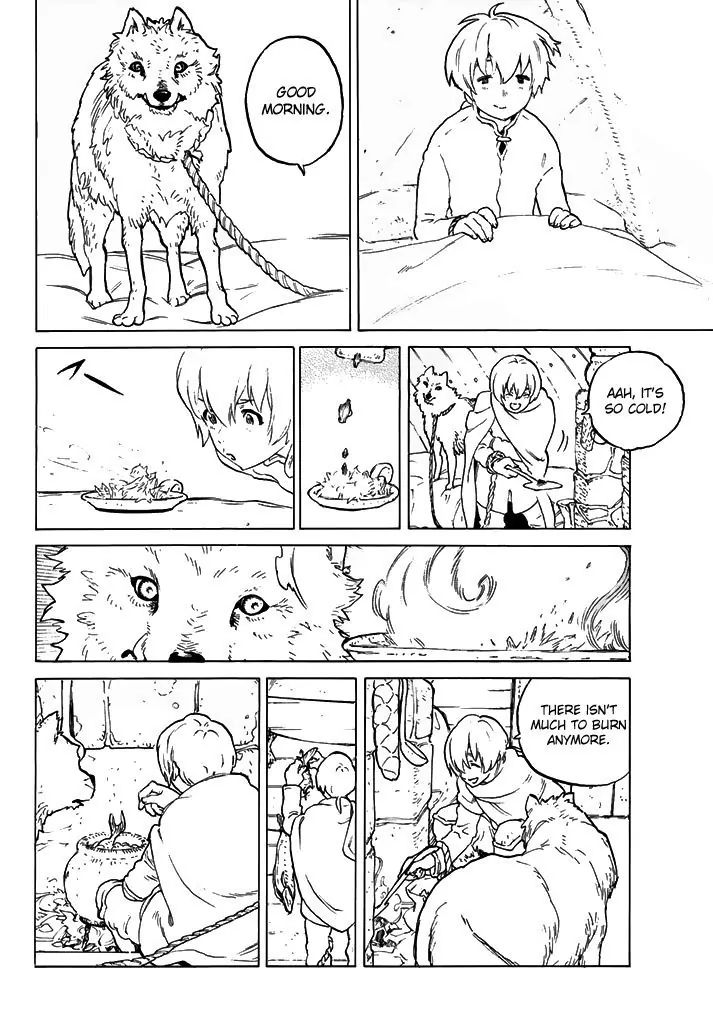 GOOD
MORNING.
AAH, IT'S
SO COLD!
THERE ISN'T
MUCH TO BURN
ANYMORE.